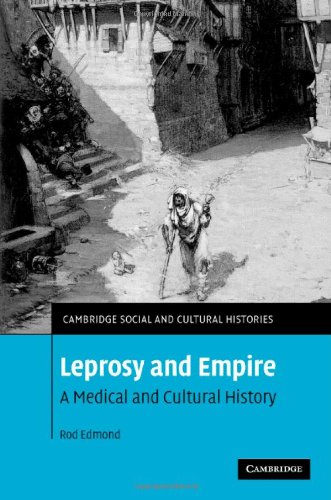 CAMBRIDGE SOCIAL AND CULTURAL HISTORIES
Leprosy and Empire
A Medical and Cultural History
Rod Edmond
CAMBRIDGE